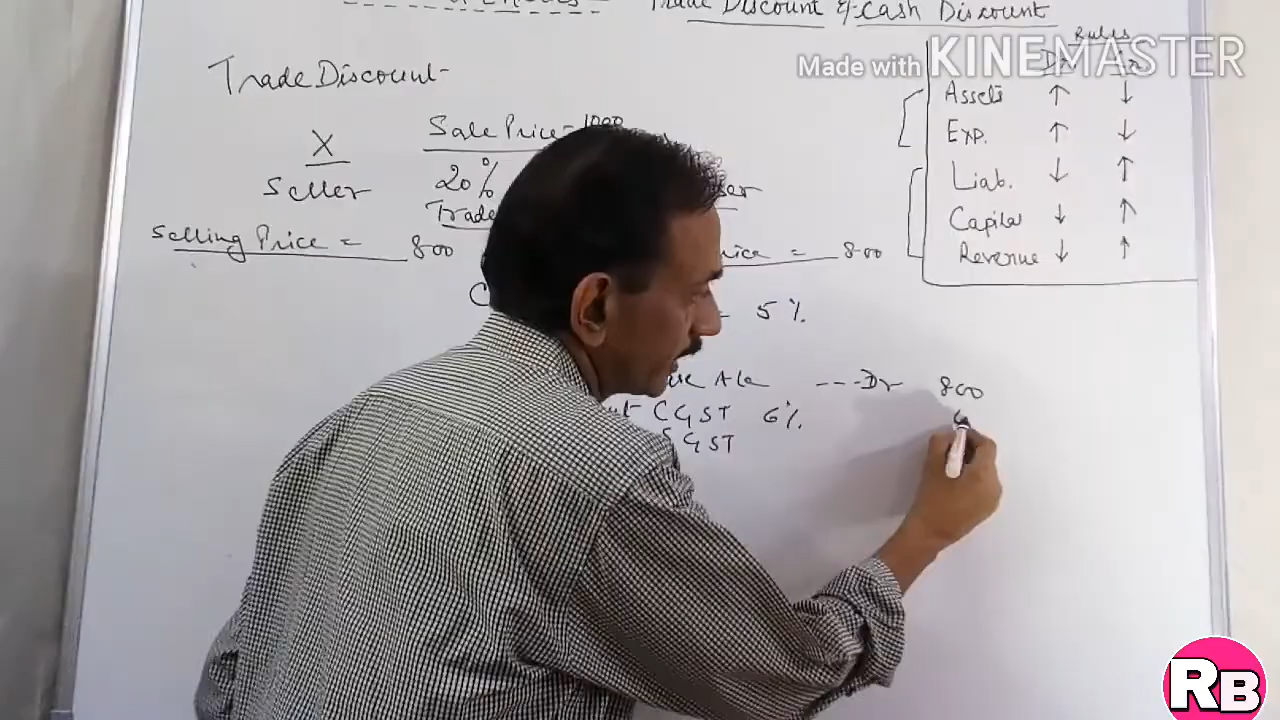 Trade Discount & Cash Discount
Made with KINEMASTER
Rules
Dr. Cr.
Trade Discount-
Assets ↑ ↓
Exp. ↑ ↓
Liab. ↓ ↑
Capital ↓ ↑
Revenue ↓ ↑
X
Seller
Sale Price - 1000
20%
Trade
Selling Price = 800
= 800
5%
A/c ---Dr 800
CGST 6%
SGST
RB